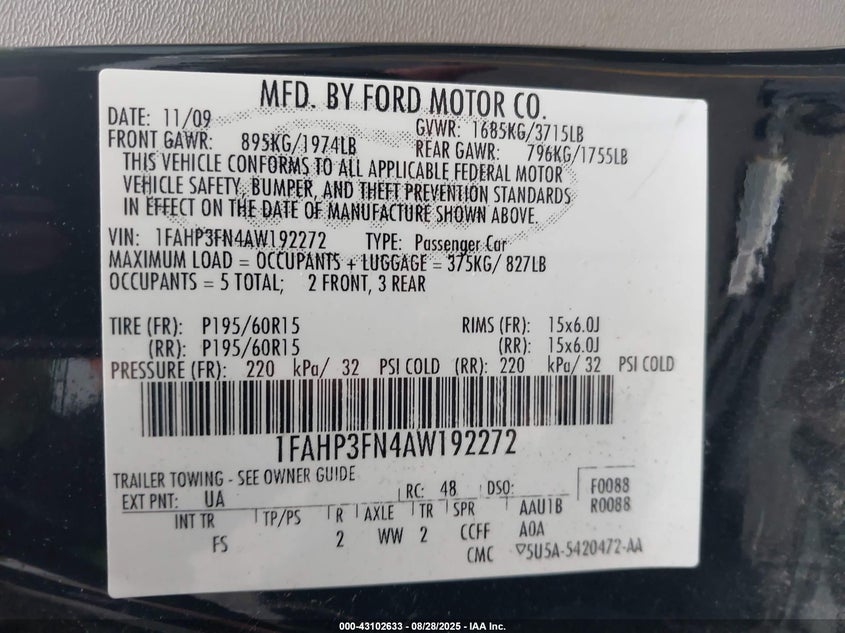 MFD. BY FORD MOTOR CO.
DATE: 11/09 GVWR: 1685KG/3715LB
FRONT GAWR: 895KG/1974LB REAR GAWR: 796KG/1755LB
THIS VEHICLE CONFORMS TO ALL APPLICABLE FEDERAL MOTOR
VEHICLE SAFETY, BUMPER, AND THEFT PREVENTION STANDARDS
IN EFFECT ON THE DATE OF MANUFACTURE SHOWN ABOVE.
VIN: 1FAHP3FN4AW192272 TYPE: Passenger Car
MAXIMUM LOAD = OCCUPANTS + LUGGAGE = 375KG/ 827LB
OCCUPANTS = 5 TOTAL; 2 FRONT, 3 REAR
TIRE (FR): P195/60R15 RIMS (FR): 15x6.0J
(RR): P195/60R15 (RR): 15x6.0J
PRESSURE (FR): 220 kPa/ 32 PSI COLD (RR): 220 kPa/ 32 PSI COLD
1FAHP3FN4AW192272
TRAILER TOWING - SEE OWNER GUIDE
EXT PNT: UA RC: 48 DSO: F0088
R0088
INT TR TP/PS R AXLE TR SPR AAU1B
FS 2 WW 2 CCFF A0A
CMC 5U5A-5420472-AA
000-43102633 / 08/28/2025 - IAA Inc.